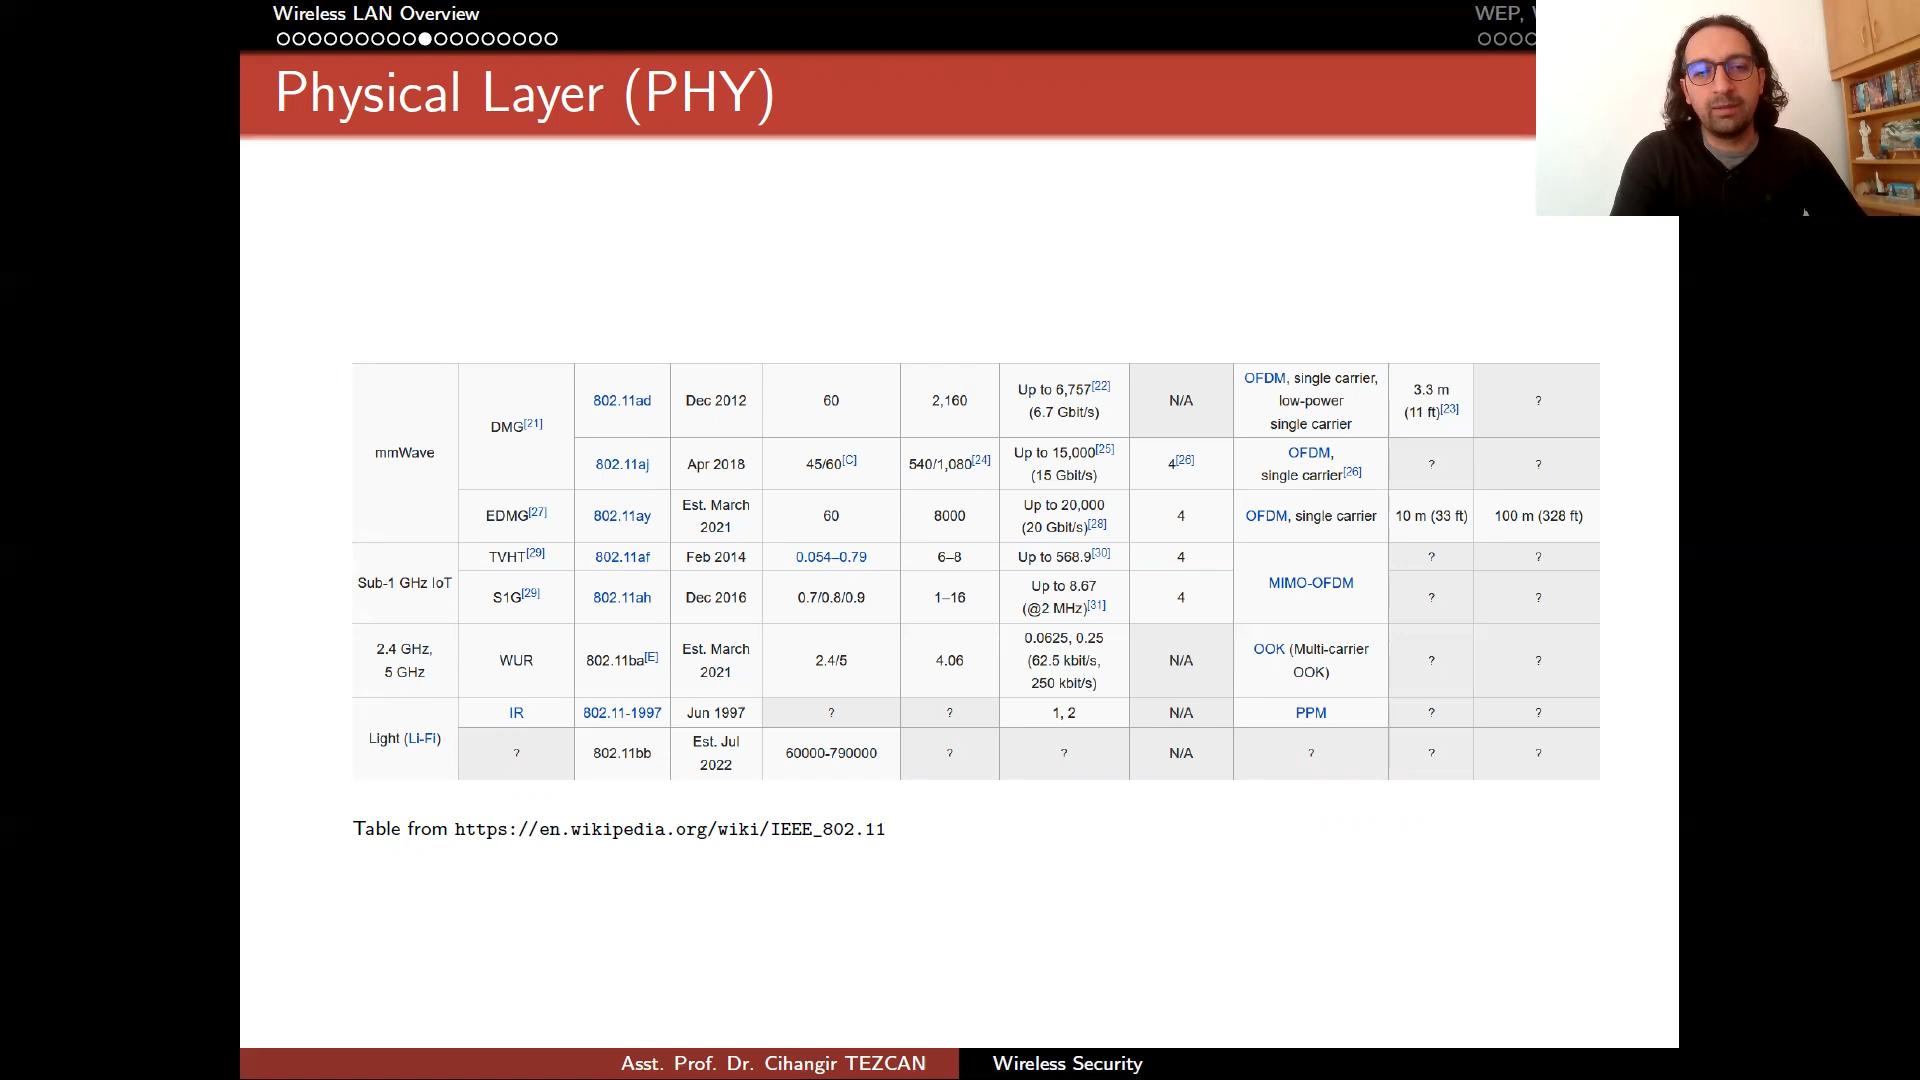 Wireless LAN Overview
WEP,
Physical Layer (PHY)
mmWave
DMG[21]
802.11ad
Dec 2012
60
2,160
Up to 6,757[22]
(6.7 Gbit/s)
N/A
OFDM, single carrier,
low-power
single carrier
3.3 m
(11 ft)[23]
?
802.11aj
Apr 2018
45/60[C]
540/1,080[24]
Up to 15,000[25]
(15 Gbit/s)
4[26]
OFDM,
single carrier[26]
?
?
EDMG[27]
802.11ay
Est. March
2021
60
8000
Up to 20,000
(20 Gbit/s)[28]
4
OFDM, single carrier
10 m (33 ft)
100 m (328 ft)
Sub-1 GHz IoT
TVHT[29]
802.11af
Feb 2014
0.054–0.79
6–8
Up to 568.9[30]
4
MIMO-OFDM
?
?
S1G[29]
802.11ah
Dec 2016
0.7/0.8/0.9
1–16
Up to 8.67
(@2 MHz)[31]
4
?
?
2.4 GHz,
5 GHz
WUR
802.11ba[E]
Est. March
2021
2.4/5
4.06
0.0625, 0.25
(62.5 kbit/s,
250 kbit/s)
N/A
OOK (Multi-carrier
OOK)
?
?
Light (Li-Fi)
IR
802.11-1997
Jun 1997
?
?
1, 2
N/A
PPM
?
?
?
802.11bb
Est. Jul
2022
60000-790000
?
?
N/A
?
?
?
Table from https://en.wikipedia.org/wiki/IEEE_802.11
Asst. Prof. Dr. Cihangir TEZCAN
Wireless Security